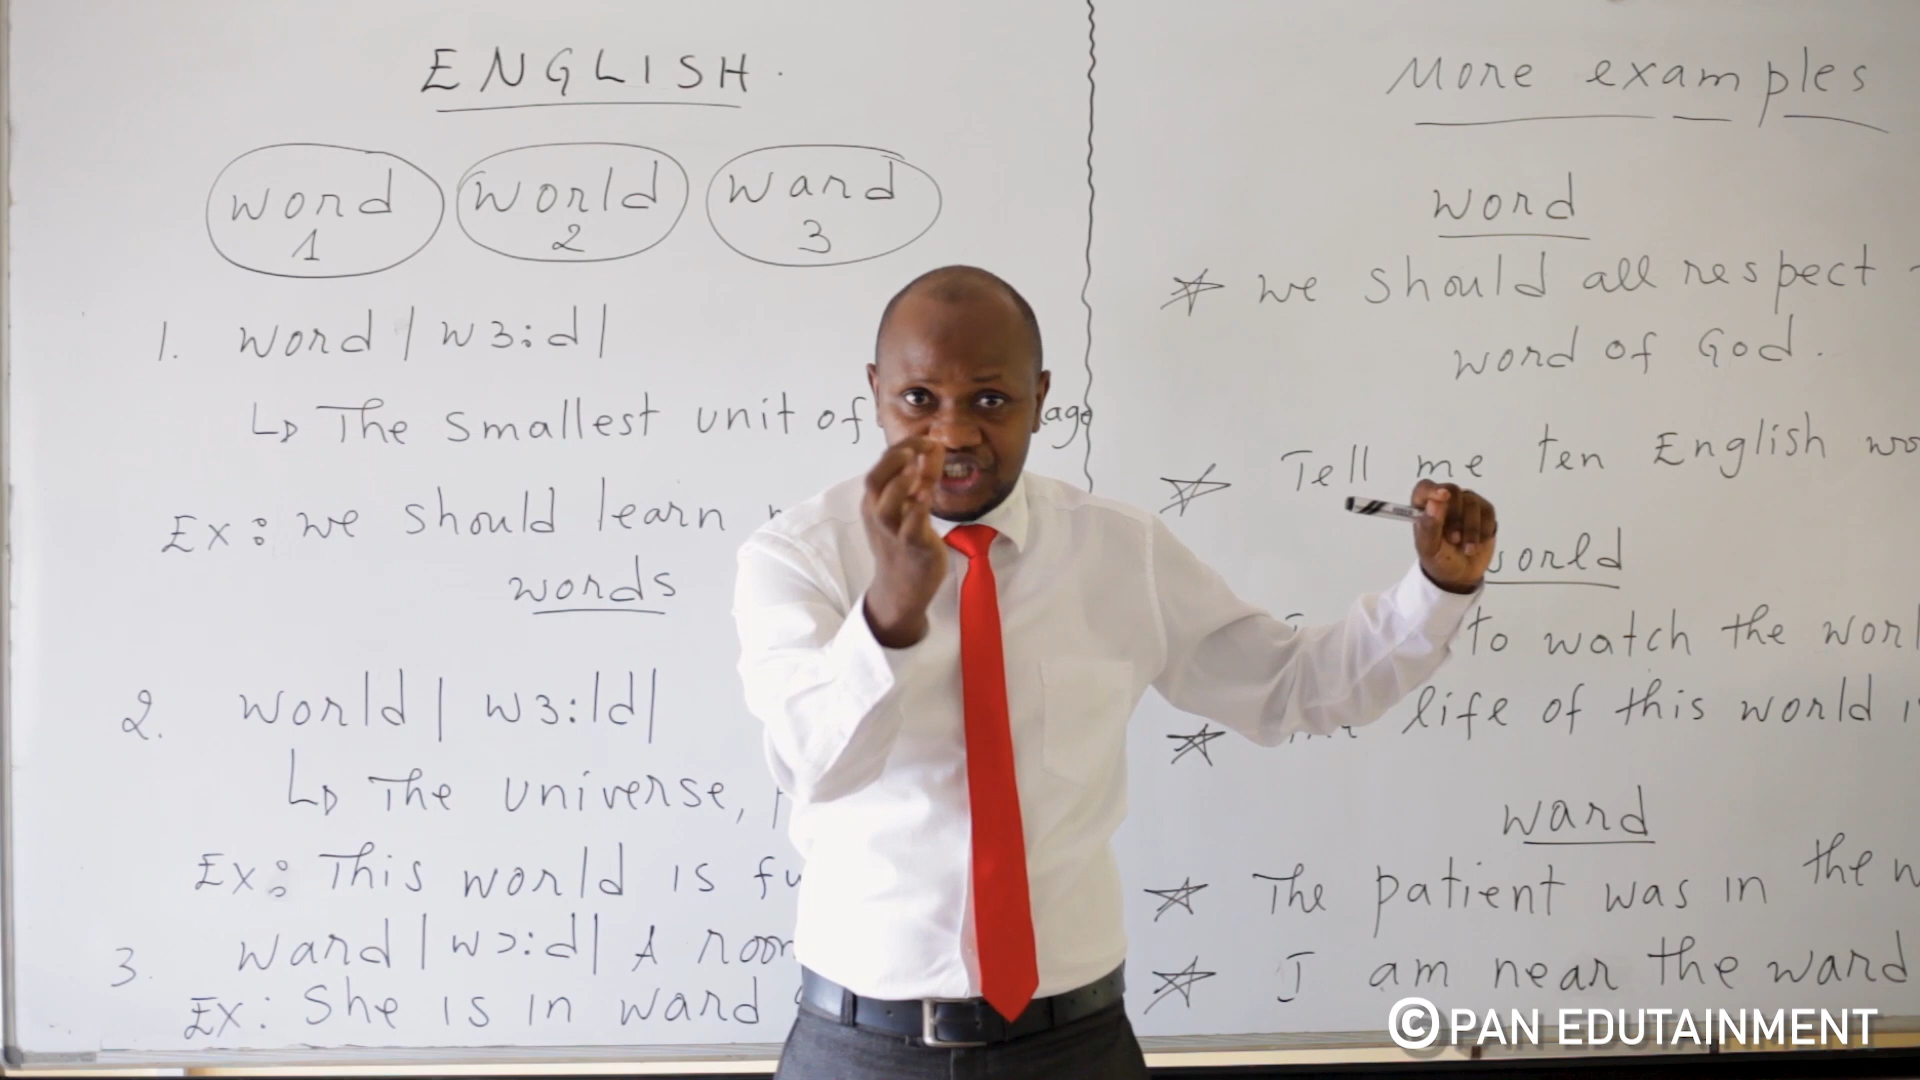 ENGLISH.
word
1
world
2
ward
3
1. word |wɜ:d|
The smallest unit of
Ex: we should learn
words
2. world | wɜ:ld|
The universe,
Ex: This world is
3. ward |wɔ:d| A
Ex: She is in ward
More examples
word
we should all respect
word of God.
Tell me ten English
world
to watch the
life of this world
ward
The patient was in the
I am near the ward
© PAN EDUTAINMENT